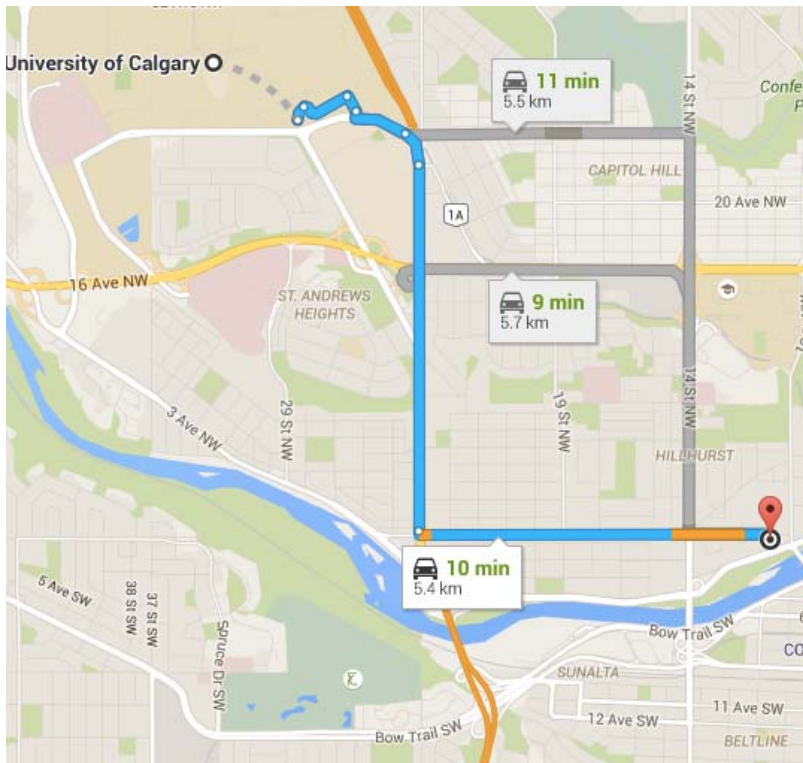 University of Calgary
11 min
5.5 km
14 St NW
CAPITOL HILL
20 Ave NW
1A
16 Ave NW
ST. ANDREWS
HEIGHTS
9 min
5.7 km
29 St NW
19 St NW
14 St NW
3 Ave NW
HILLHURST
10 min
5.4 km
5 Ave SW
38 St SW
37 St SW
Spruce Dr SW
Bow Trail SW
SUNALTA
CO
11 Ave SW
12 Ave SW
Bow Trail SW
BELTLINE